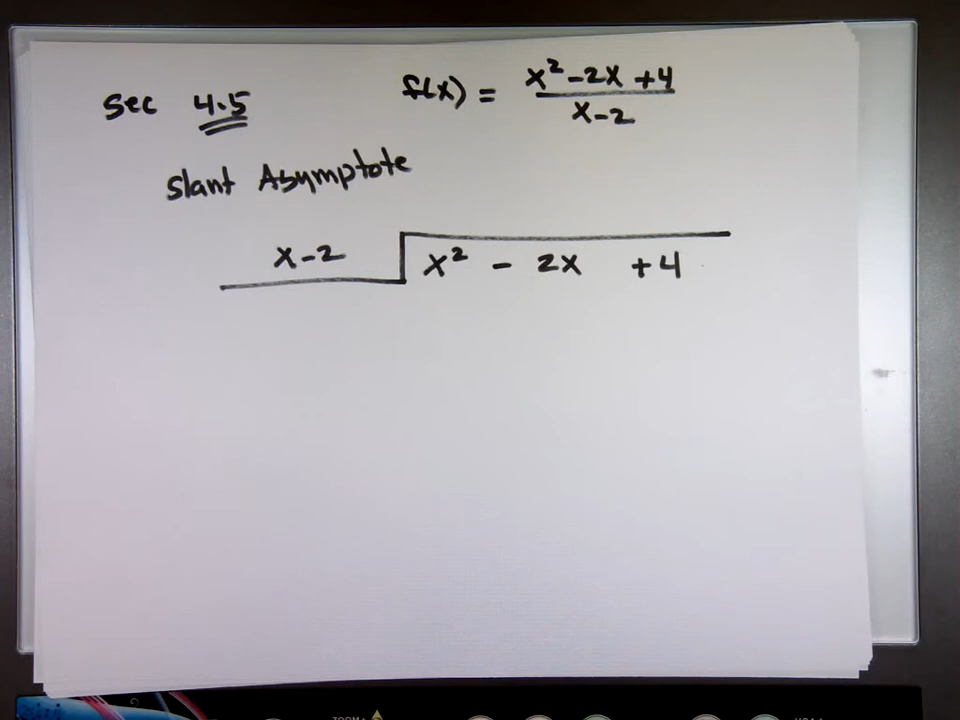 Sec 4.5
f(x) = x² - 2x + 4 / x - 2
Slant Asymptote
x - 2 x² - 2x + 4